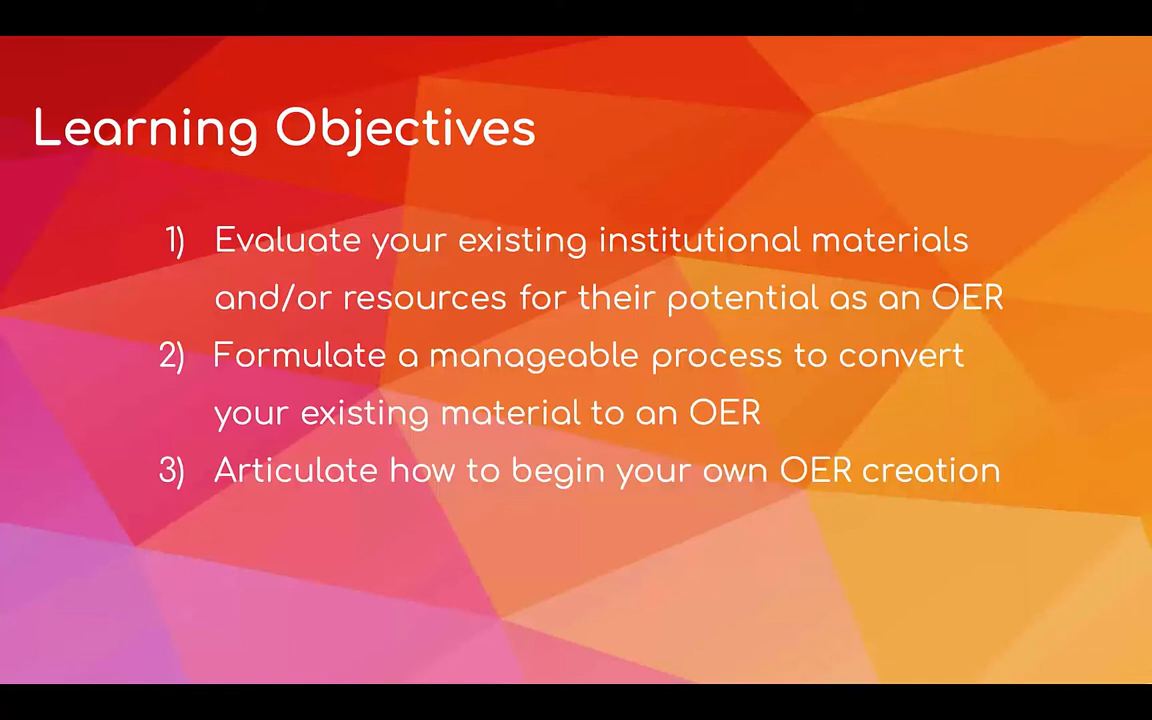 Learning Objectives
1) Evaluate your existing institutional materials
and/or resources for their potential as an OER
2) Formulate a manageable process to convert
your existing material to an OER
3) Articulate how to begin your own OER creation